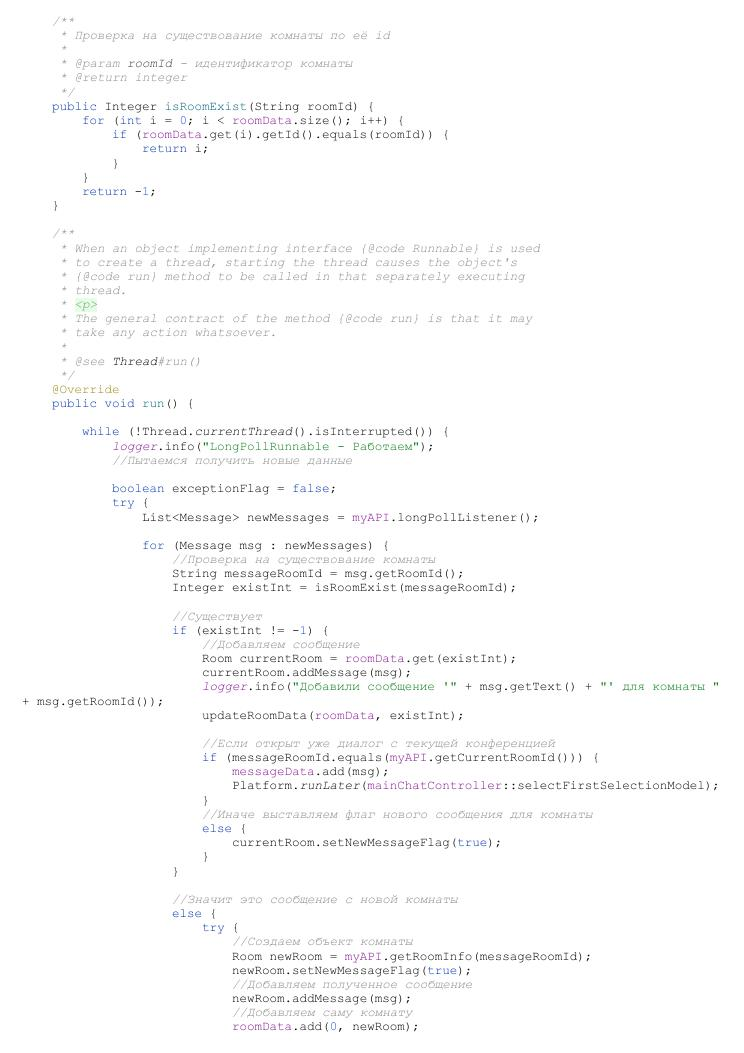 /**
 * Проверка на существование комнаты по её id
 *
 * @param roomId - идентификатор комнаты
 * @return integer
 */
public Integer isRoomExist(String roomId) {
    for (int i = 0; i < roomData.size(); i++) {
        if (roomData.get(i).getId().equals(roomId)) {
            return i;
        }
    }
    return -1;
}

/**
 * When an object implementing interface {@code Runnable} is used
 * to create a thread, starting the thread causes the object's
 * {@code run} method to be called in that separately executing
 * thread.
 * <p>
 * The general contract of the method {@code run} is that it may
 * take any action whatsoever.
 *
 * @see Thread#run()
 */
@Override
public void run() {

    while (!Thread.currentThread().isInterrupted()) {
        logger.info("LongPollRunnable - Работаем");
        //Пытаемся получить новые данные

        boolean exceptionFlag = false;
        try {
            List<Message> newMessages = myAPI.longPollListener();

            for (Message msg : newMessages) {
                //Проверка на существование комнаты
                String messageRoomId = msg.getRoomId();
                Integer existInt = isRoomExist(messageRoomId);

                //Существует
                if (existInt != -1) {
                    //Добавляем сообщение
                    Room currentRoom = roomData.get(existInt);
                    currentRoom.addMessage(msg);
                    logger.info("Добавили сообщение '" + msg.getText() + "' для комнаты "
+ msg.getRoomId());
                    updateRoomData(roomData, existInt);

                    //Если открыт уже диалог с текущей конференцией
                    if (messageRoomId.equals(myAPI.getCurrentRoomId())) {
                        messageData.add(msg);
                        Platform.runLater(mainChatController::selectFirstSelectionModel);
                    }
                    //Иначе выставляем флаг нового сообщения для комнаты
                    else {
                        currentRoom.setNewMessageFlag(true);
                    }
                }

                //Значит это сообщение с новой комнаты
                else {
                    try {
                        //Создаем объект комнаты
                        Room newRoom = myAPI.getRoomInfo(messageRoomId);
                        newRoom.setNewMessageFlag(true);
                        //Добавляем полученное сообщение
                        newRoom.addMessage(msg);
                        //Добавляем саму комнату
                        roomData.add(0, newRoom);